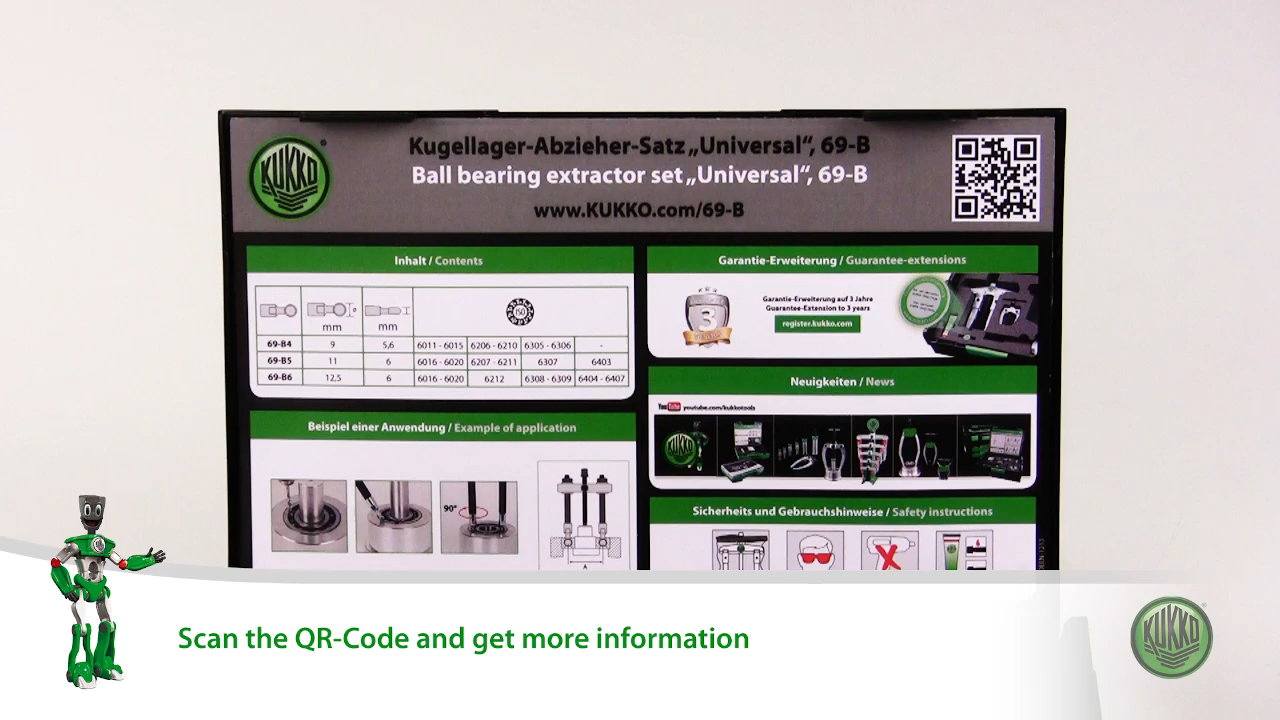 KUKKO
Kugellager-Abzieher-Satz „Universal“, 69-B
Ball bearing extractor set „Universal“, 69-B
www.KUKKO.com/69-B
Inhalt / Contents
mm mm ISO
69-B4 9 5,6 6011 - 6015 6206 - 6210 6305 - 6306 -
69-B5 11 6 6016 - 6020 6207 - 6211 6307 6403
69-B6 12,5 6 6016 - 6020 6212 6308 - 6309 6404 - 6407
Beispiel einer Anwendung / Example of application
90°
A
Garantie-Erweiterung / Guarantee-extensions
3
Garantie-Erweiterung auf 3 Jahre
Guarantee-Extension to 3 years
register.kukko.com
Neuigkeiten / News
YouTube youtube.com/kukkotools
KUKKO
Sicherheits und Gebrauchshinweise / Safety instructions
Scan the QR-Code and get more information
KUKKO